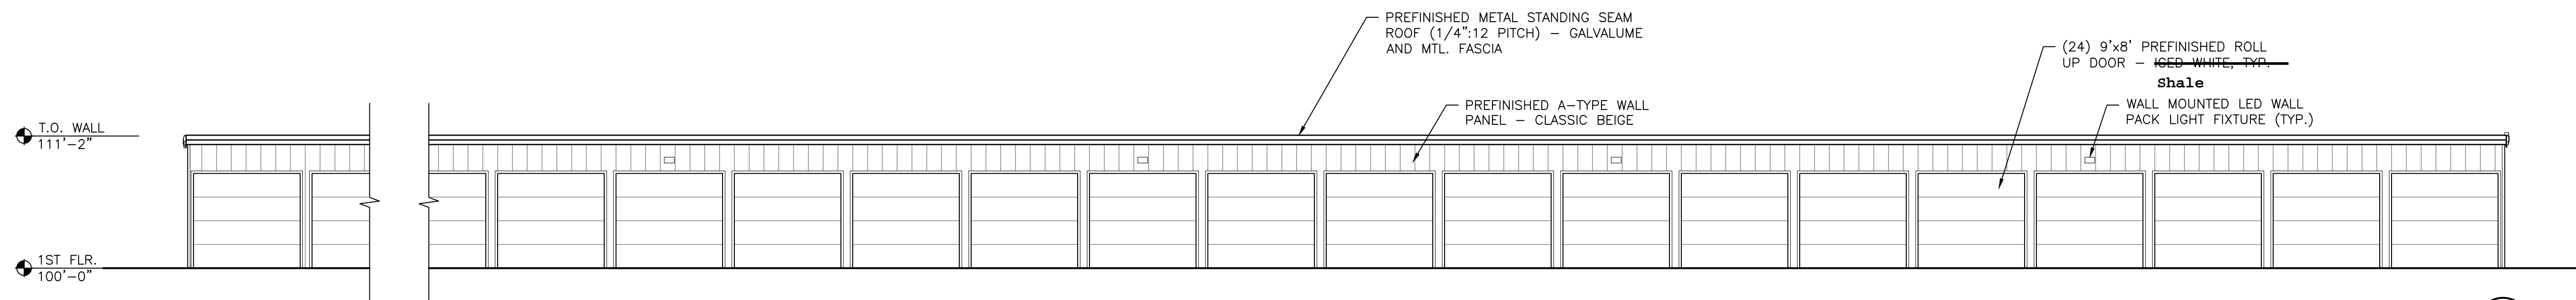 PREFINISHED METAL STANDING SEAM
ROOF (1/4":12 PITCH) – GALVALUME
AND MTL. FASCIA
(24) 9'x8' PREFINISHED ROLL
UP DOOR – ICED WHITE, TYP.
Shale
PREFINISHED A–TYPE WALL
PANEL – CLASSIC BEIGE
WALL MOUNTED LED WALL
PACK LIGHT FIXTURE (TYP.)
T.O. WALL
111'–2"
1ST FLR.
100'–0"